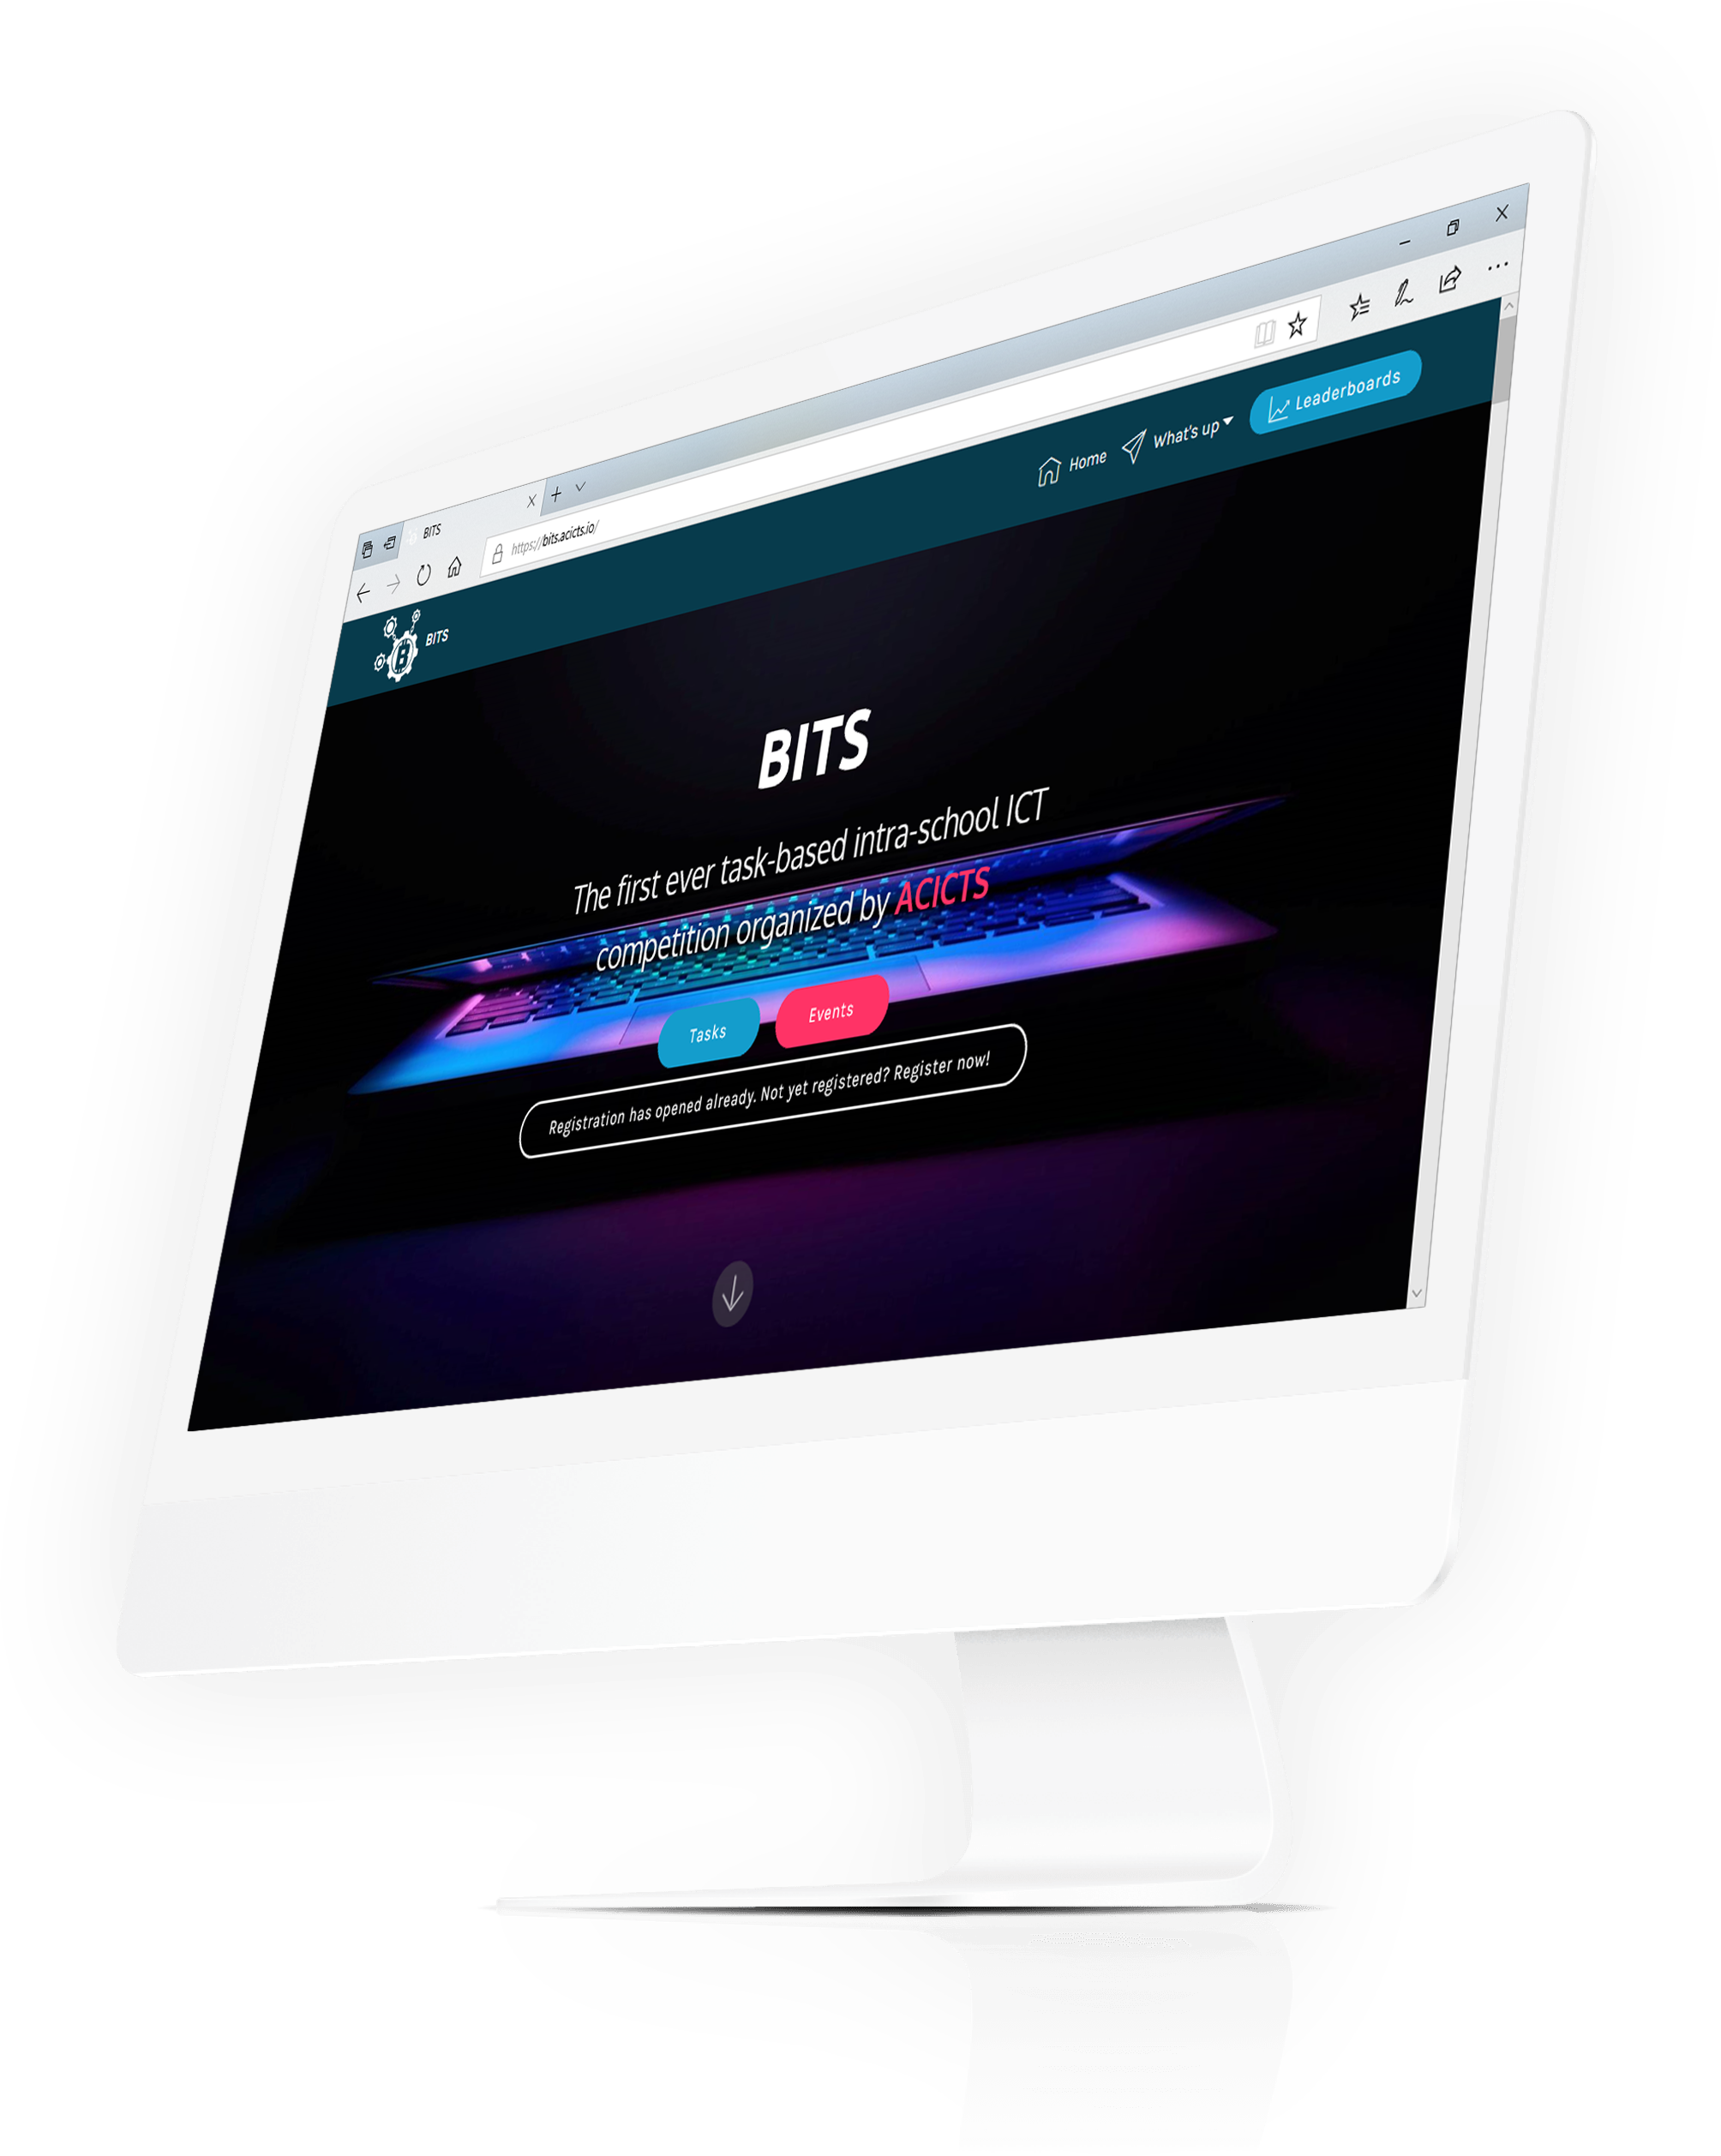 BITS
https://bits.acicts.io/
BITS
Home
What's up
Leaderboards
BITS
The first ever task-based intra-school ICT
competition organized by ACICTS
Tasks
Events
Registration has opened already. Not yet registered? Register now!